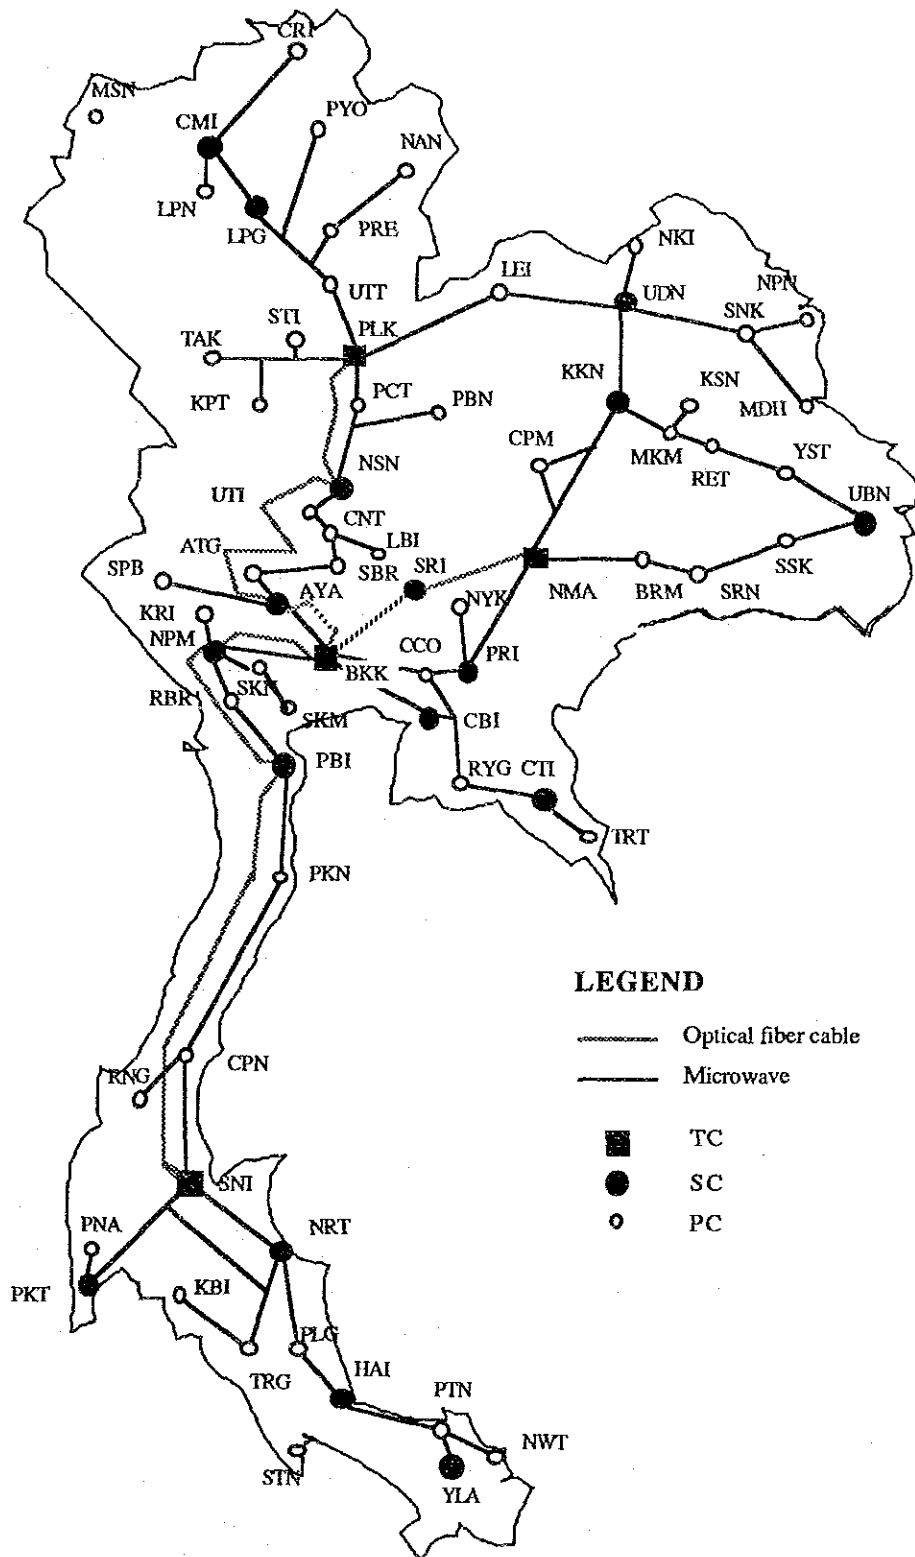 CRI
MSN
PYO
CMI
NAN
LPN
LPG
PRE
NKI
LEI
UTT
UDN
NPN
STI
PLK
SNK
TAK
KKN
KSN
KPT
PCT
PBN
MDH
CPM
MKM
YST
NSN
RET
UBN
UTI
CNT
LBI
ATG
SBR
SRI
SSK
SPB
AYA
NYK
NMA
BRM
SRN
KRI
NPM
CCO
PRI
BKK
RBR
SKN
SKM
CBI
PBI
RYG
CTI
TRT
PKN
LEGEND
Optical fiber cable
CPN
Microwave
RNG
TC
SNI
SC
PNA
NRT
PC
PKT
KBI
PLG
TRG
HAI
PTN
NWT
STN
YLA